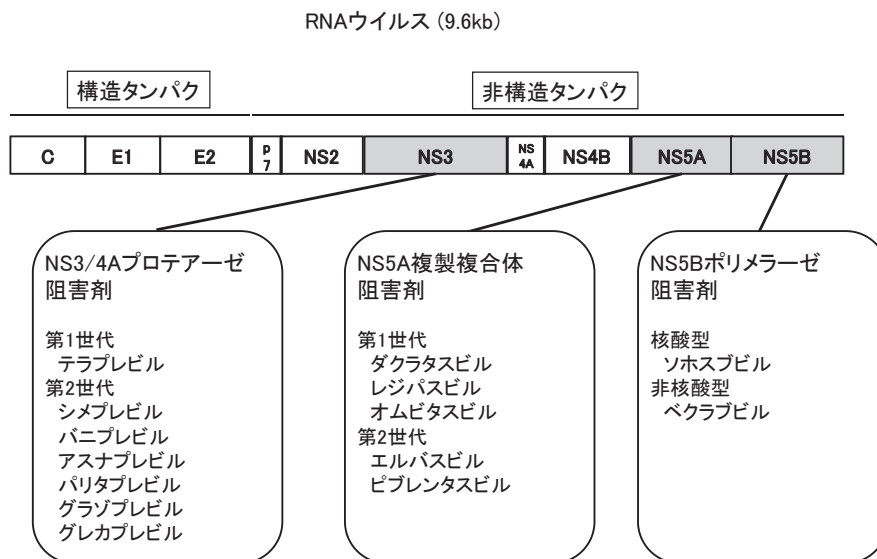 RNAウイルス (9.6kb)
構造タンパク
非構造タンパク
C E1 E2 p7 NS2 NS3 NS4A NS4B NS5A NS5B
NS3/4Aプロテアーゼ
阻害剤
第1世代
テラプレビル
第2世代
シメプレビル
バニプレビル
アスナプレビル
パリタプレビル
グラゾプレビル
グレカプレビル
NS5A複製複合体
阻害剤
第1世代
ダクラタスビル
レジパスビル
オムビタスビル
第2世代
エルバスビル
ピブレンタスビル
NS5Bポリメラーゼ
阻害剤
核酸型
ソホスブビル
非核酸型
ベクラブビル